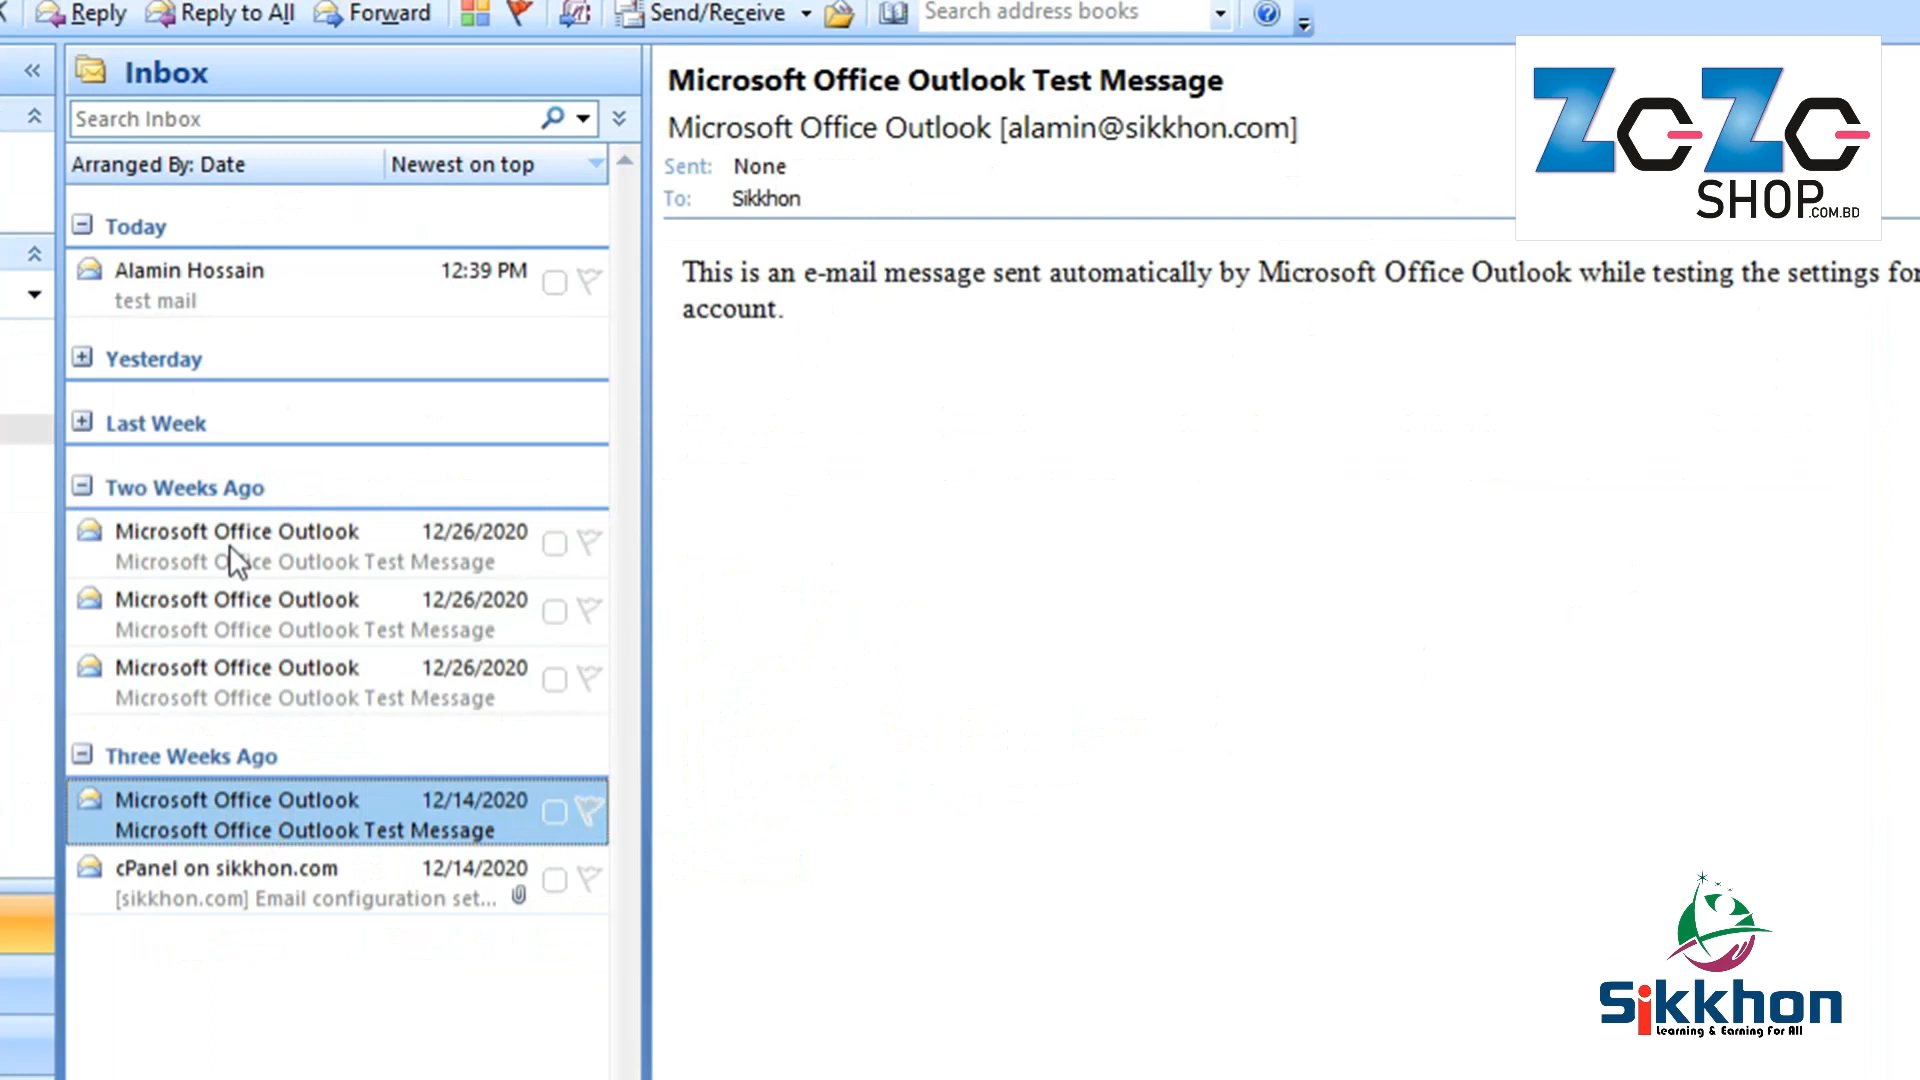 Reply Reply to All Forward Send/Receive Search address books
Inbox
Search Inbox
Arranged By: Date Newest on top
Today
Alamin Hossain 12:39 PM
test mail
Yesterday
Last Week
Two Weeks Ago
Microsoft Office Outlook 12/26/2020
Microsoft Office Outlook Test Message
Microsoft Office Outlook 12/26/2020
Microsoft Office Outlook Test Message
Microsoft Office Outlook 12/26/2020
Microsoft Office Outlook Test Message
Three Weeks Ago
Microsoft Office Outlook 12/14/2020
Microsoft Office Outlook Test Message
cPanel on sikkhon.com 12/14/2020
[sikkhon.com] Email configuration set...
Microsoft Office Outlook Test Message
Microsoft Office Outlook [alamin@sikkhon.com]
Sent: None
To: Sikkhon
This is an e-mail message sent automatically by Microsoft Office Outlook while testing the settings for
account.
ZoZo
SHOP.COM.BD
Sikkhon
Learning & Earning For All